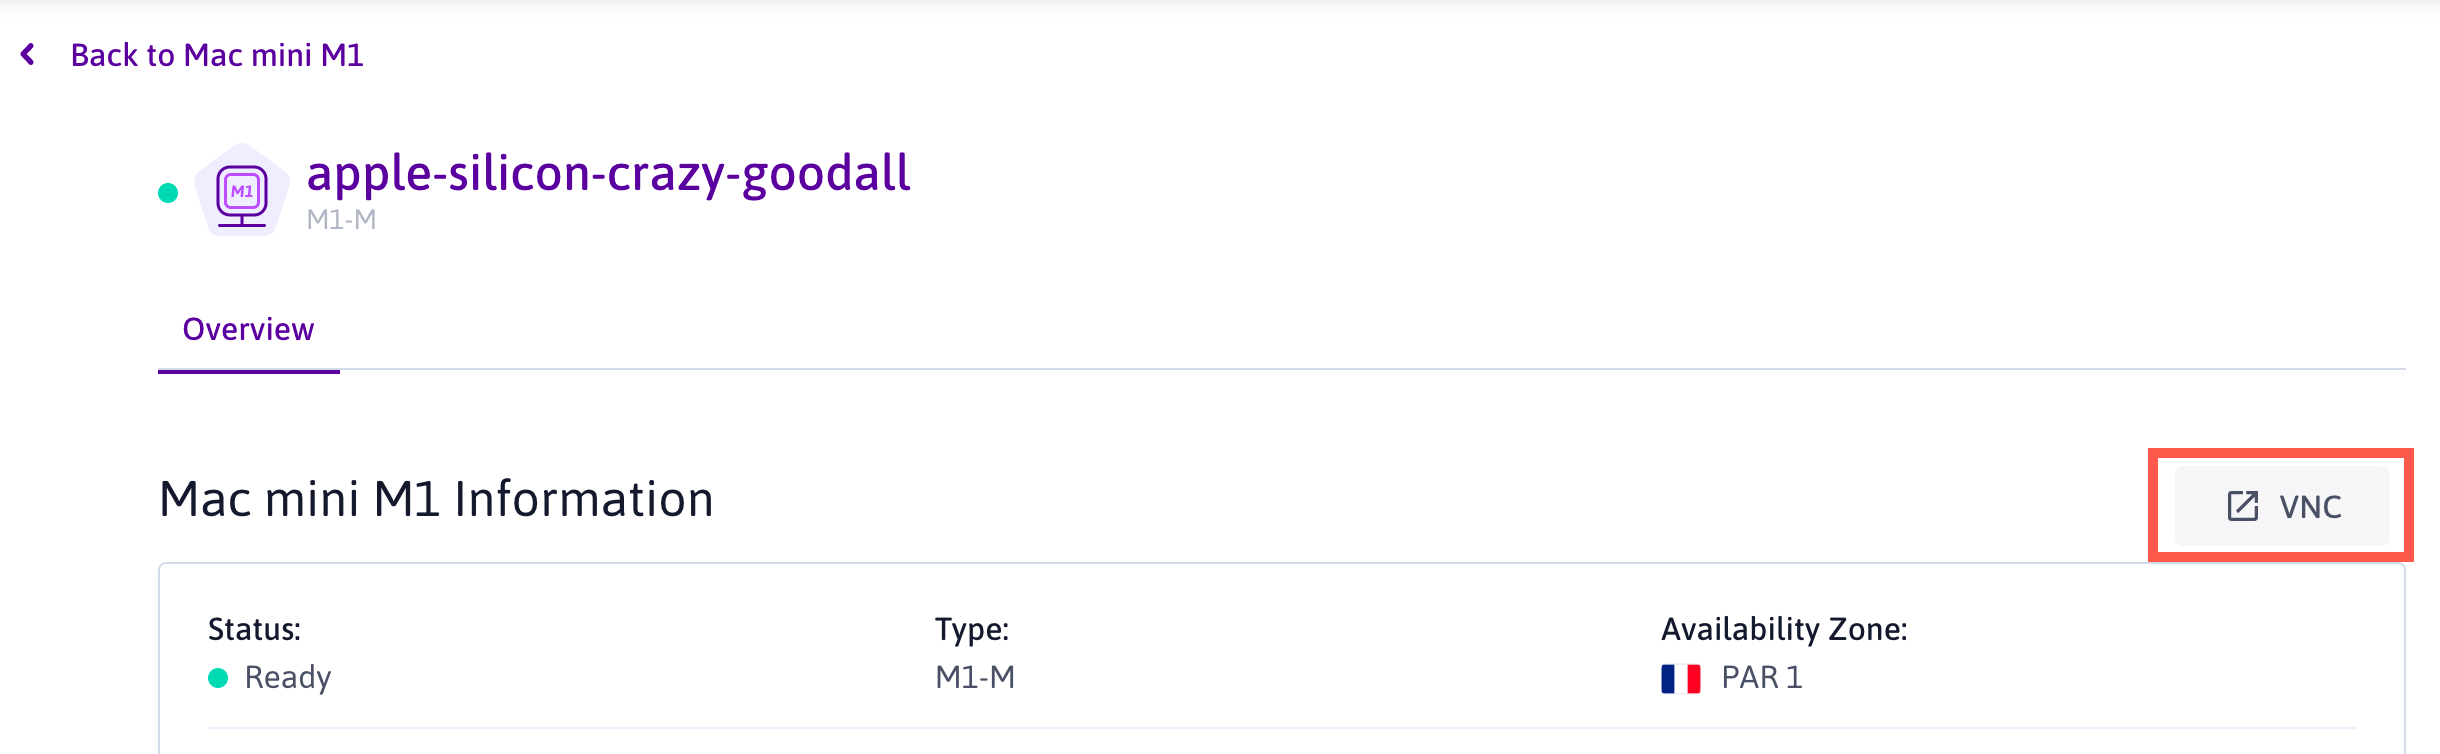 Back to Mac mini M1
M1
apple-silicon-crazy-goodall
M1-M
Overview
Mac mini M1 Information
VNC
Status:
Type:
Availability Zone:
Ready
M1-M
PAR 1